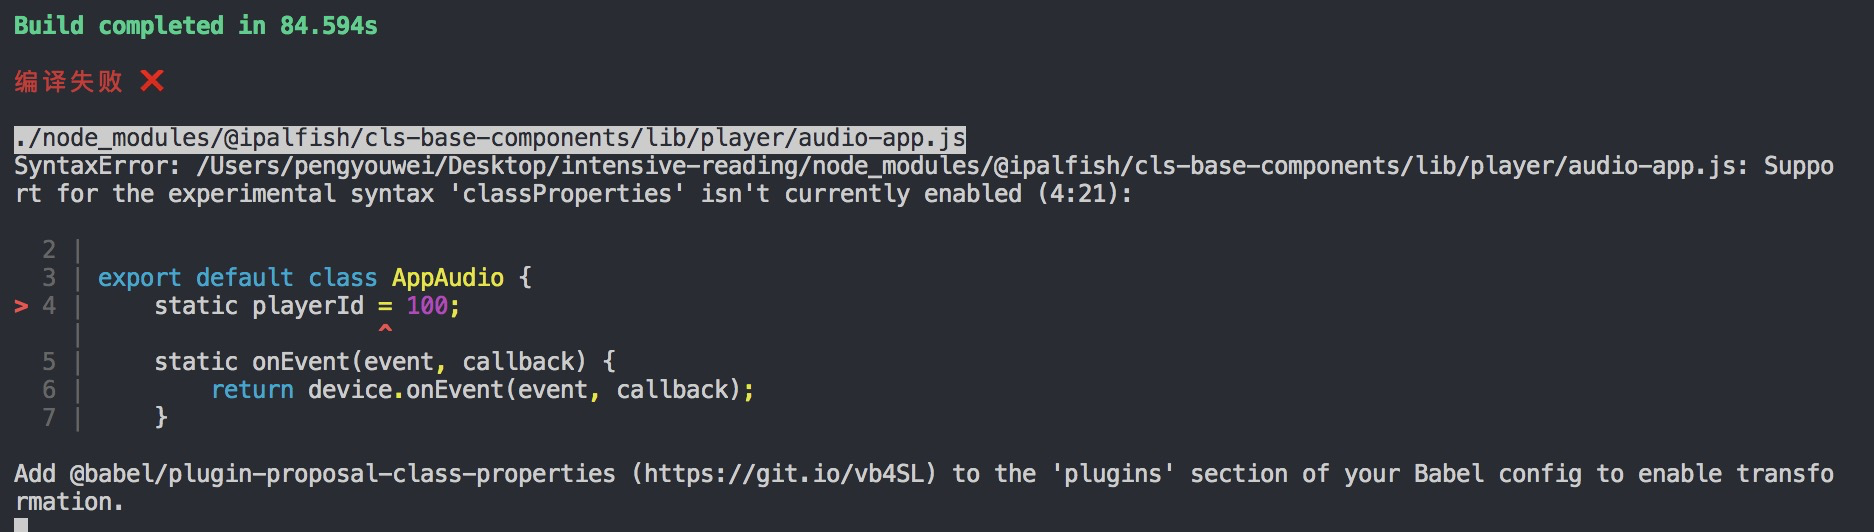 Build completed in 84.594s
编译失败 ❌
./node_modules/@ipalfish/cls-base-components/lib/player/audio-app.js
SyntaxError: /Users/pengyouwei/Desktop/intensive-reading/node_modules/@ipalfish/cls-base-components/lib/player/audio-app.js: Suppo
rt for the experimental syntax 'classProperties' isn't currently enabled (4:21):
  2 |
  3 | export default class AppAudio {
> 4 |     static playerId = 100;
    |                     ^
  5 |     static onEvent(event, callback) {
  6 |         return device.onEvent(event, callback);
  7 |     }
Add @babel/plugin-proposal-class-properties (https://git.io/vb4SL) to the 'plugins' section of your Babel config to enable transfo
rmation.